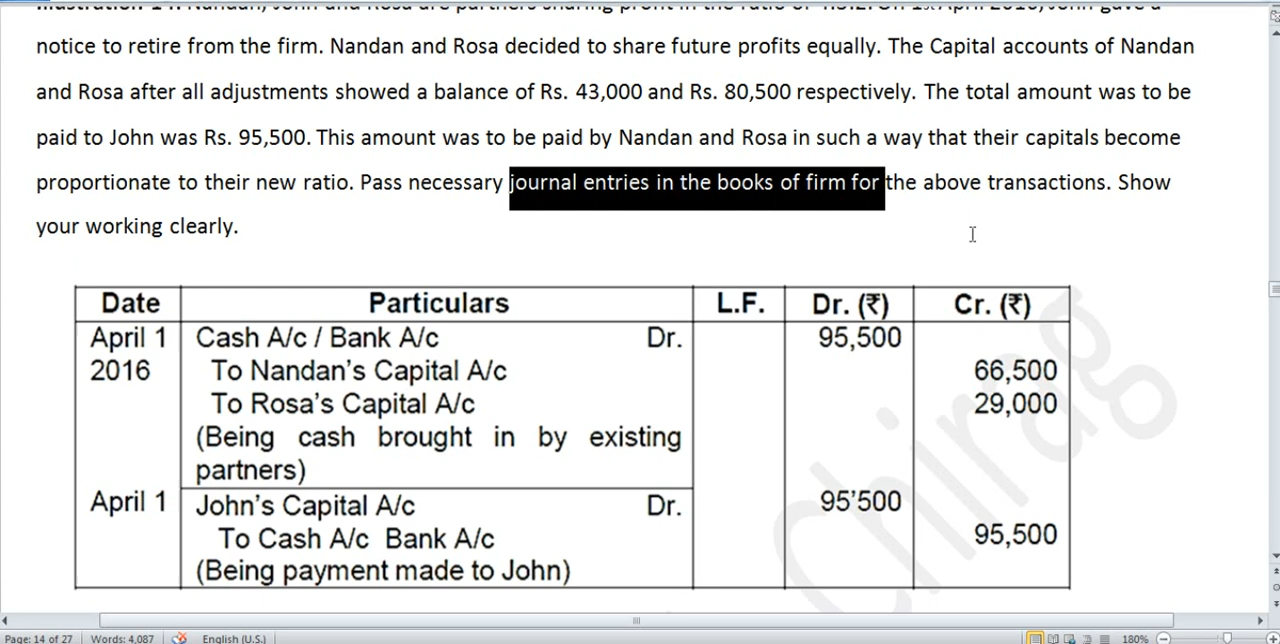 notice to retire from the firm. Nandan and Rosa decided to share future profits equally. The Capital accounts of Nandan
and Rosa after all adjustments showed a balance of Rs. 43,000 and Rs. 80,500 respectively. The total amount was to be
paid to John was Rs. 95,500. This amount was to be paid by Nandan and Rosa in such a way that their capitals become
proportionate to their new ratio. Pass necessary journal entries in the books of firm for the above transactions. Show
your working clearly.
Date Particulars L.F. Dr. (₹) Cr. (₹)
April 1 Cash A/c / Bank A/c Dr. 95,500
2016 To Nandan's Capital A/c 66,500
To Rosa's Capital A/c 29,000
(Being cash brought in by existing
partners)
April 1 John's Capital A/c Dr. 95'500
To Cash A/c Bank A/c 95,500
(Being payment made to John)
Chirag
Page: 14 of 27 Words: 4,087 English (U.S.) 180%